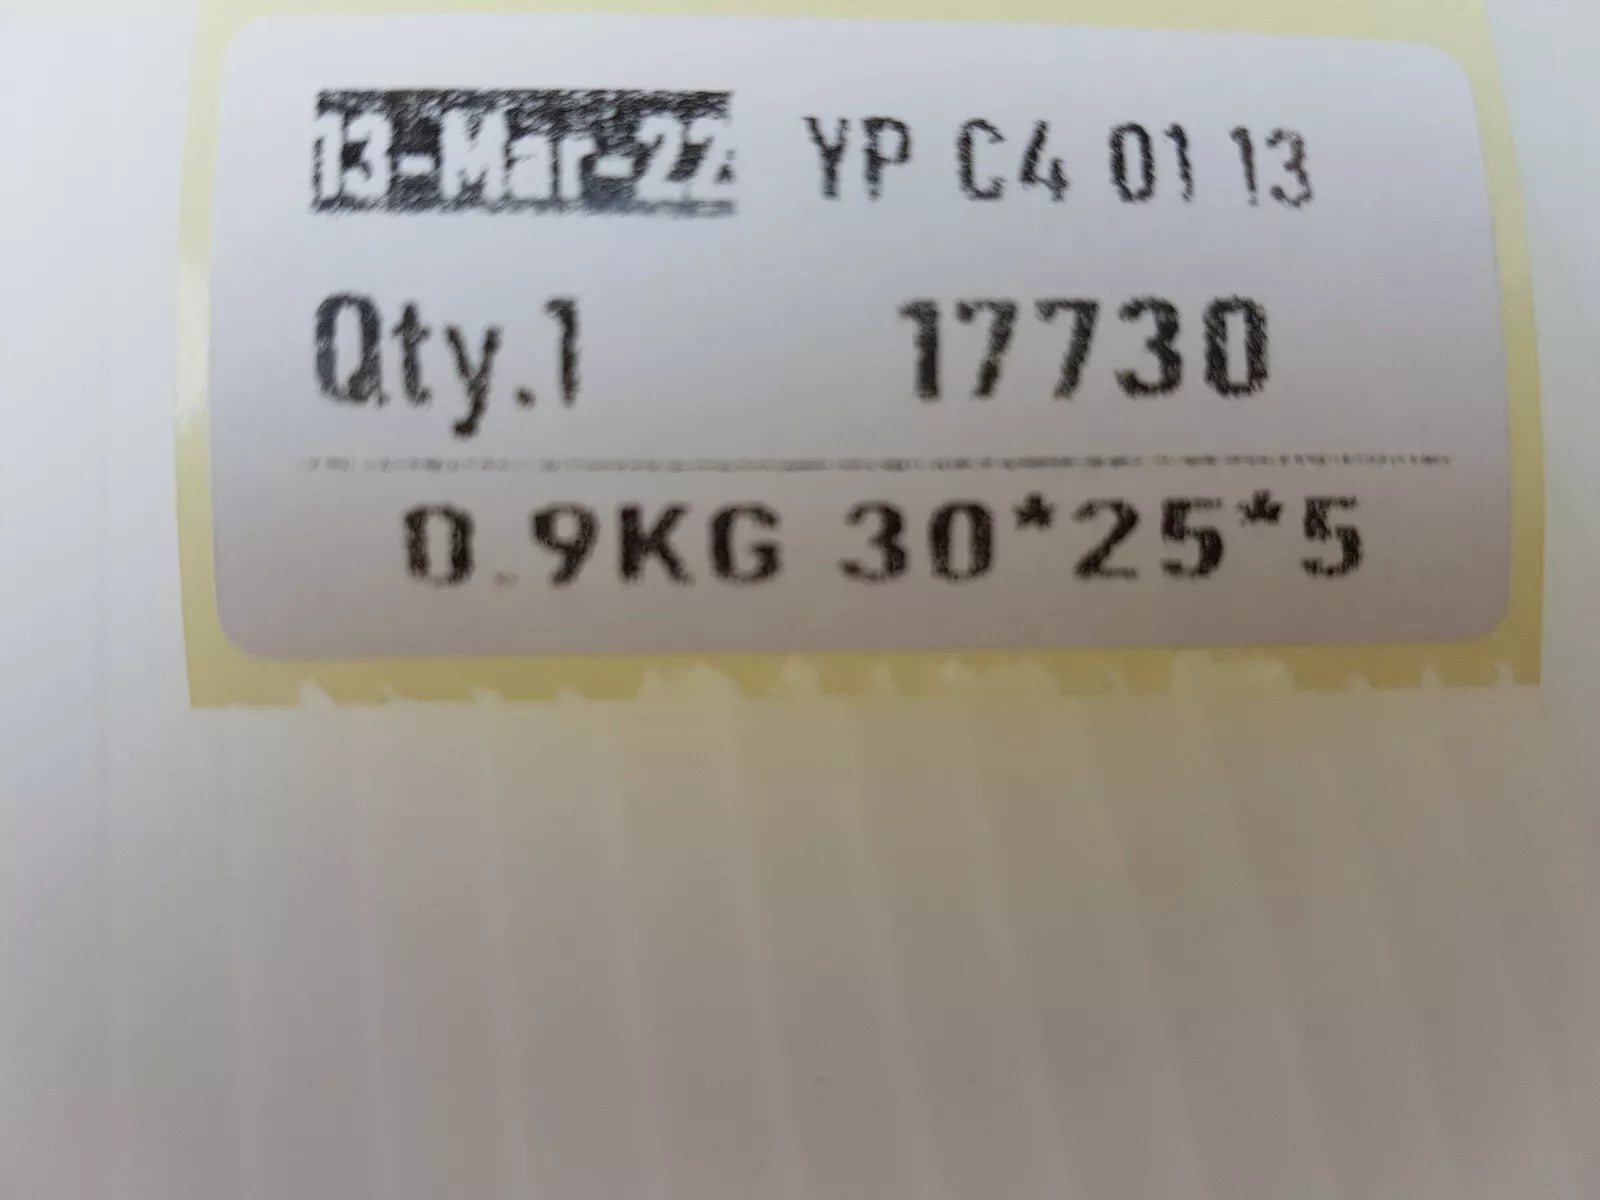 13-Mar-22 YP C4 01 13
Qty.1 17730
0.9KG 30*25*5